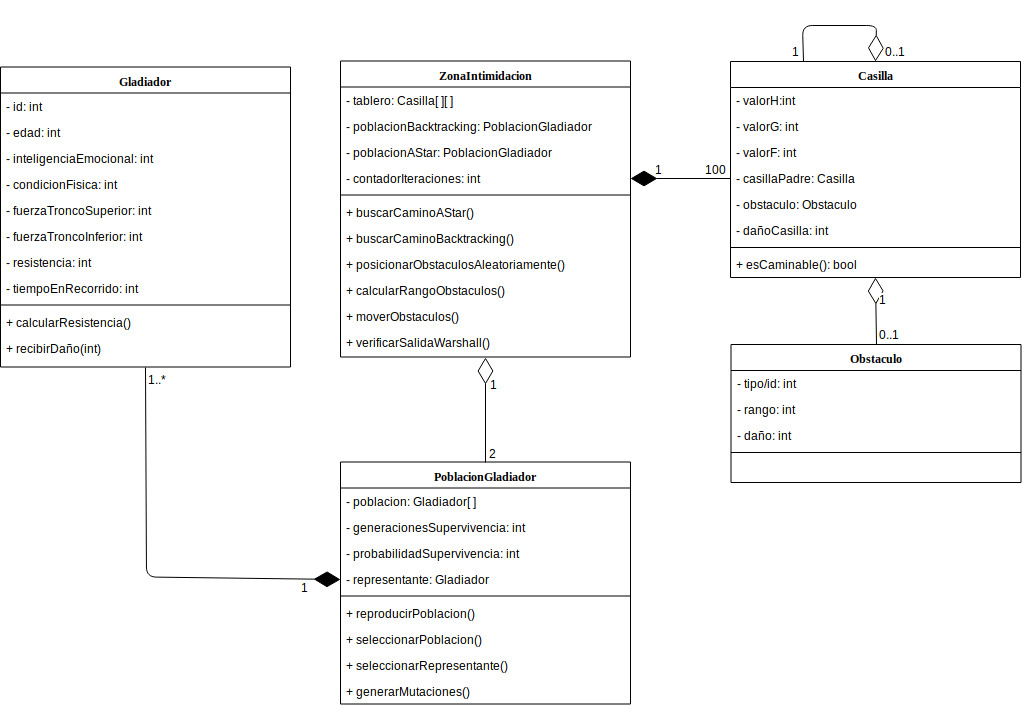 Gladiador
- id: int
- edad: int
- inteligenciaEmocional: int
- condicionFisica: int
- fuerzaTroncoSuperior: int
- fuerzaTroncoInferior: int
- resistencia: int
- tiempoEnRecorrido: int
+ calcularResistencia()
+ recibirDaño(int)
1..*
ZonaIntimidacion
- tablero: Casilla[ ][ ]
- poblacionBacktracking: PoblacionGladiador
- poblacionAStar: PoblacionGladiador
- contadorIteraciones: int
+ buscarCaminoAStar()
+ buscarCaminoBacktracking()
+ posicionarObstaculosAleatoriamente()
+ calcularRangoObstaculos()
+ moverObstaculos()
+ verificarSalidaWarshall()
1
100
1
2
1
0..1
Casilla
- valorH:int
- valorG: int
- valorF: int
- casillaPadre: Casilla
- obstaculo: Obstaculo
- dañoCasilla: int
+ esCaminable(): bool
1
0..1
Obstaculo
- tipo/id: int
- rango: int
- daño: int
PoblacionGladiador
- poblacion: Gladiador[ ]
- generacionesSupervivencia: int
- probabilidadSupervivencia: int
- representante: Gladiador
+ reproducirPoblacion()
+ seleccionarPoblacion()
+ seleccionarRepresentante()
+ generarMutaciones()
1